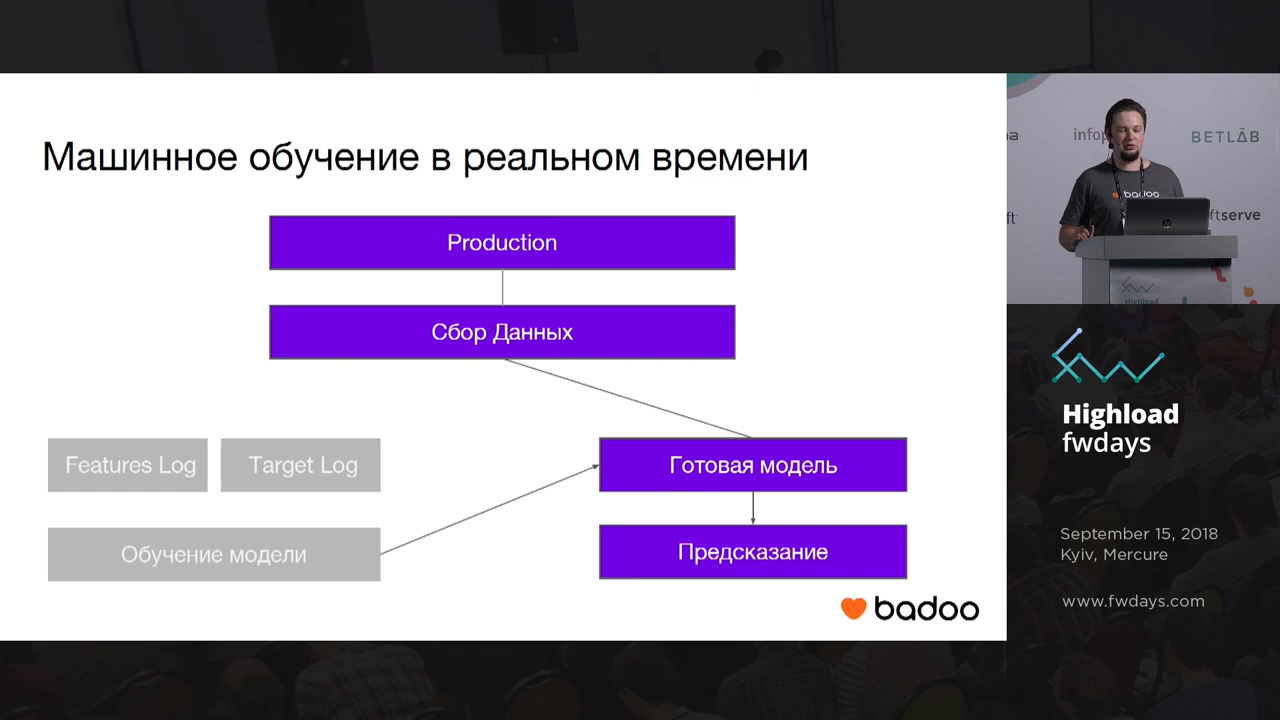 Машинное обучение в реальном времени
Production
Сбор Данных
Features Log
Target Log
Готовая модель
Обучение модели
Предсказание
badoo
BETLAB
badoo
ftserve
Highload
Highload
fwdays
September 15, 2018
Kyiv, Mercure
www.fwdays.com